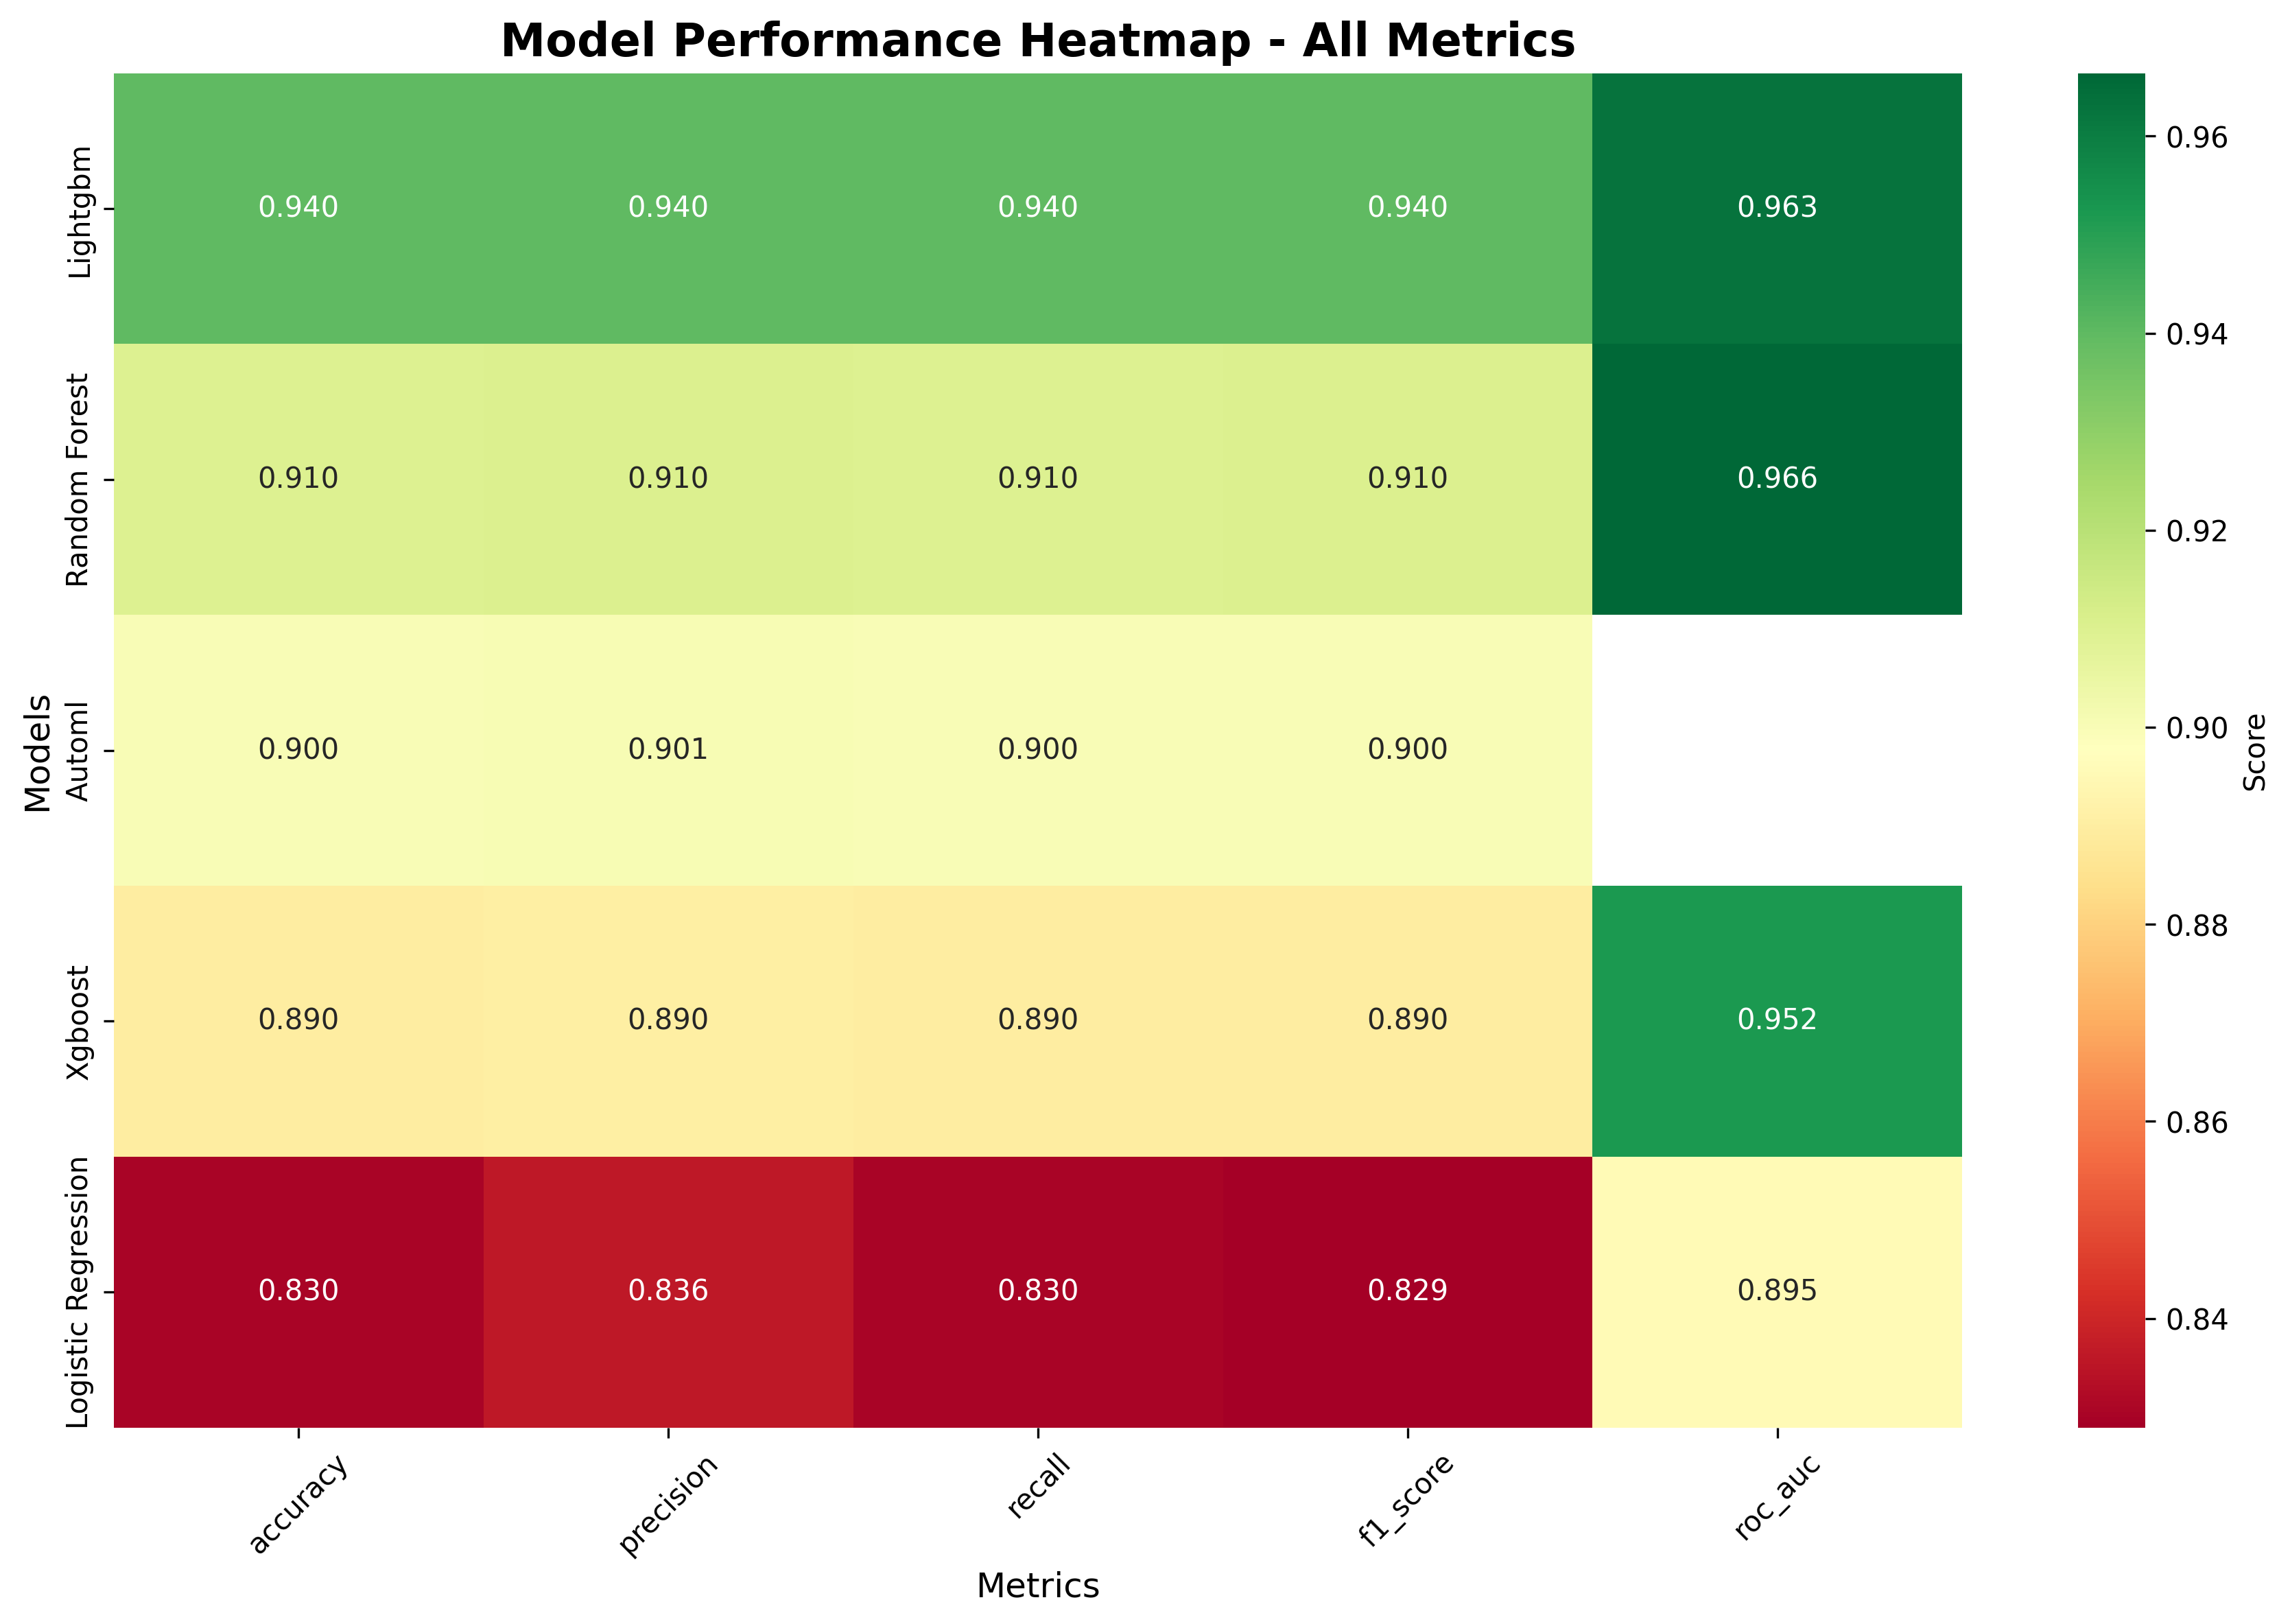 Model Performance Heatmap - All Metrics
Models
Lightgbm
0.940 0.940 0.940 0.940 0.963
Random Forest
0.910 0.910 0.910 0.910 0.966
Automl
0.900 0.901 0.900 0.900
Xgboost
0.890 0.890 0.890 0.890 0.952
Logistic Regression
0.830 0.836 0.830 0.829 0.895
accuracy precision recall f1_score roc_auc
Metrics
0.96
0.94
0.92
0.90
0.88
0.86
0.84
Score